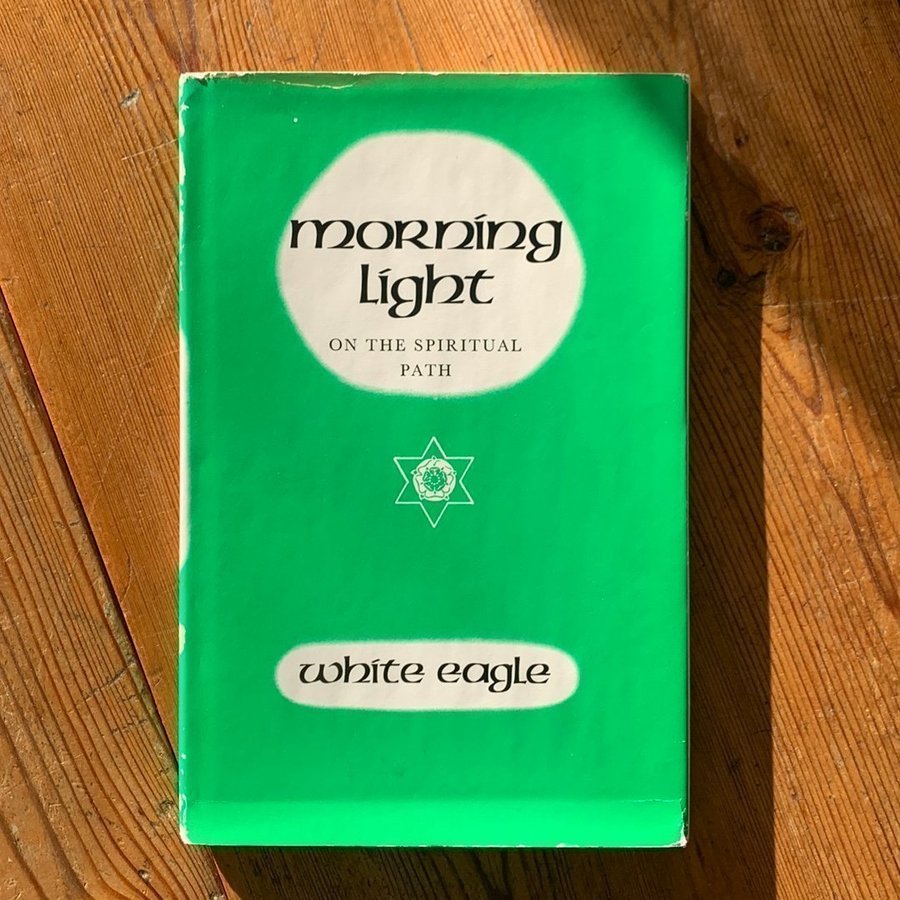 morning
light
ON THE SPIRITUAL
PATH
white eagle